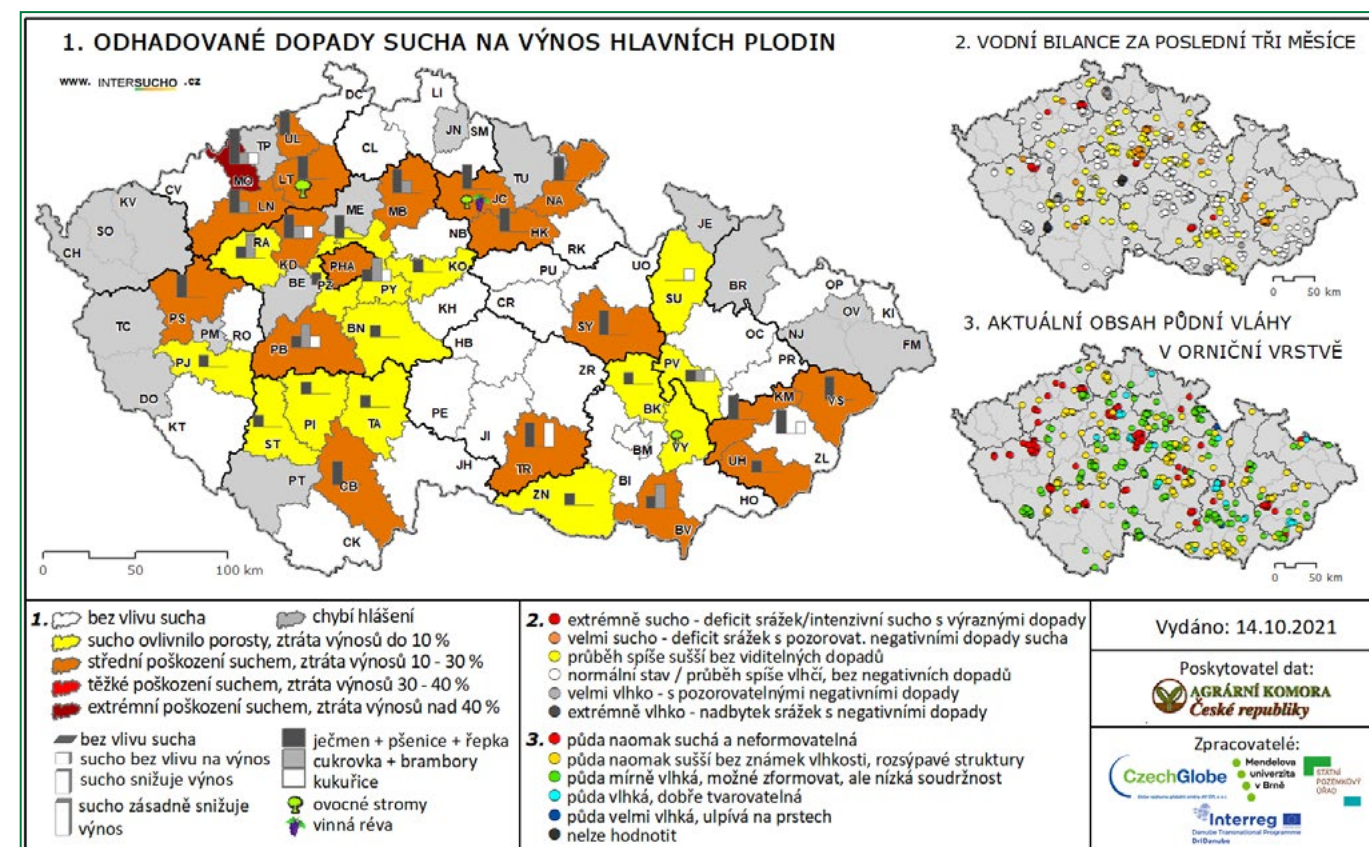 1. ODHADOVANÉ DOPADY SUCHA NA VÝNOS HLAVNÍCH PLODIN
www. INTERSUCHO .cz
DC
LI
UL
TP
JN
SM
CL
MO
LT
TU
CV
LN
ME
MB
JC
NA
KV
SO
CH
RA
NB
HK
RK
JE
KD
PHA
KO
BE
PZ
PY
PU
UO
BR
OP
SU
TC
PS
PM
RO
KH
CR
OV
KI
NJ
FM
PB
BN
HB
SY
OC
PR
PJ
DO
ZR
PV
KM
VS
KT
ST
PI
TA
PE
BK
JI
BM
VY
ZL
PT
CB
JH
TR
UH
BI
HO
ZN
BV
CK
0 50 100 km
2. VODNÍ BILANCE ZA POSLEDNÍ TŘI MĚSÍCE
0 50 km
3. AKTUÁLNÍ OBSAH PŮDNÍ VLÁHY
V ORNIČNÍ VRSTVĚ
0 50 km
1. bez vlivu sucha chybí hlášení
sucho ovlivnilo porosty, ztráta výnosů do 10 %
střední poškození suchem, ztráta výnosů 10 - 30 %
těžké poškození suchem, ztráta výnosů 30 - 40 %
extrémní poškození suchem, ztráta výnosů nad 40 %
bez vlivu sucha
sucho bez vlivu na výnos
sucho snižuje výnos
sucho zásadně snižuje
výnos
ječmen + pšenice + řepka
cukrovka + brambory
kukuřice
ovocné stromy
vinná réva
2. extrémně sucho - deficit srážek/intenzivní sucho s výraznými dopady
velmi sucho - deficit srážek s pozorovat. negativními dopady sucha
průběh spíše sušší bez viditelných dopadů
normální stav / průběh spíše vlhčí, bez negativních dopadů
velmi vlhko - s pozorovatelnými negativními dopady
extrémně vlhko - nadbytek srážek s negativními dopady
3. půda naomak suchá a neformovatelná
půda naomak sušší bez známek vlhkosti, rozsýpavé struktury
půda mírně vlhká, možné zformovat, ale nízká soudržnost
půda vlhká, dobře tvarovatelná
půda velmi vlhká, ulpívá na prstech
nelze hodnotit
Vydáno: 14.10.2021
Poskytovatel dat:
AGRÁRNÍ KOMORA
České republiky
Zpracovatelé:
CzechGlobe
Mendelova
univerzita
v Brně
STÁTNÍ
POZEMKOVÝ
ÚŘAD
Interreg
Danube Transnational Programme
DriDanube